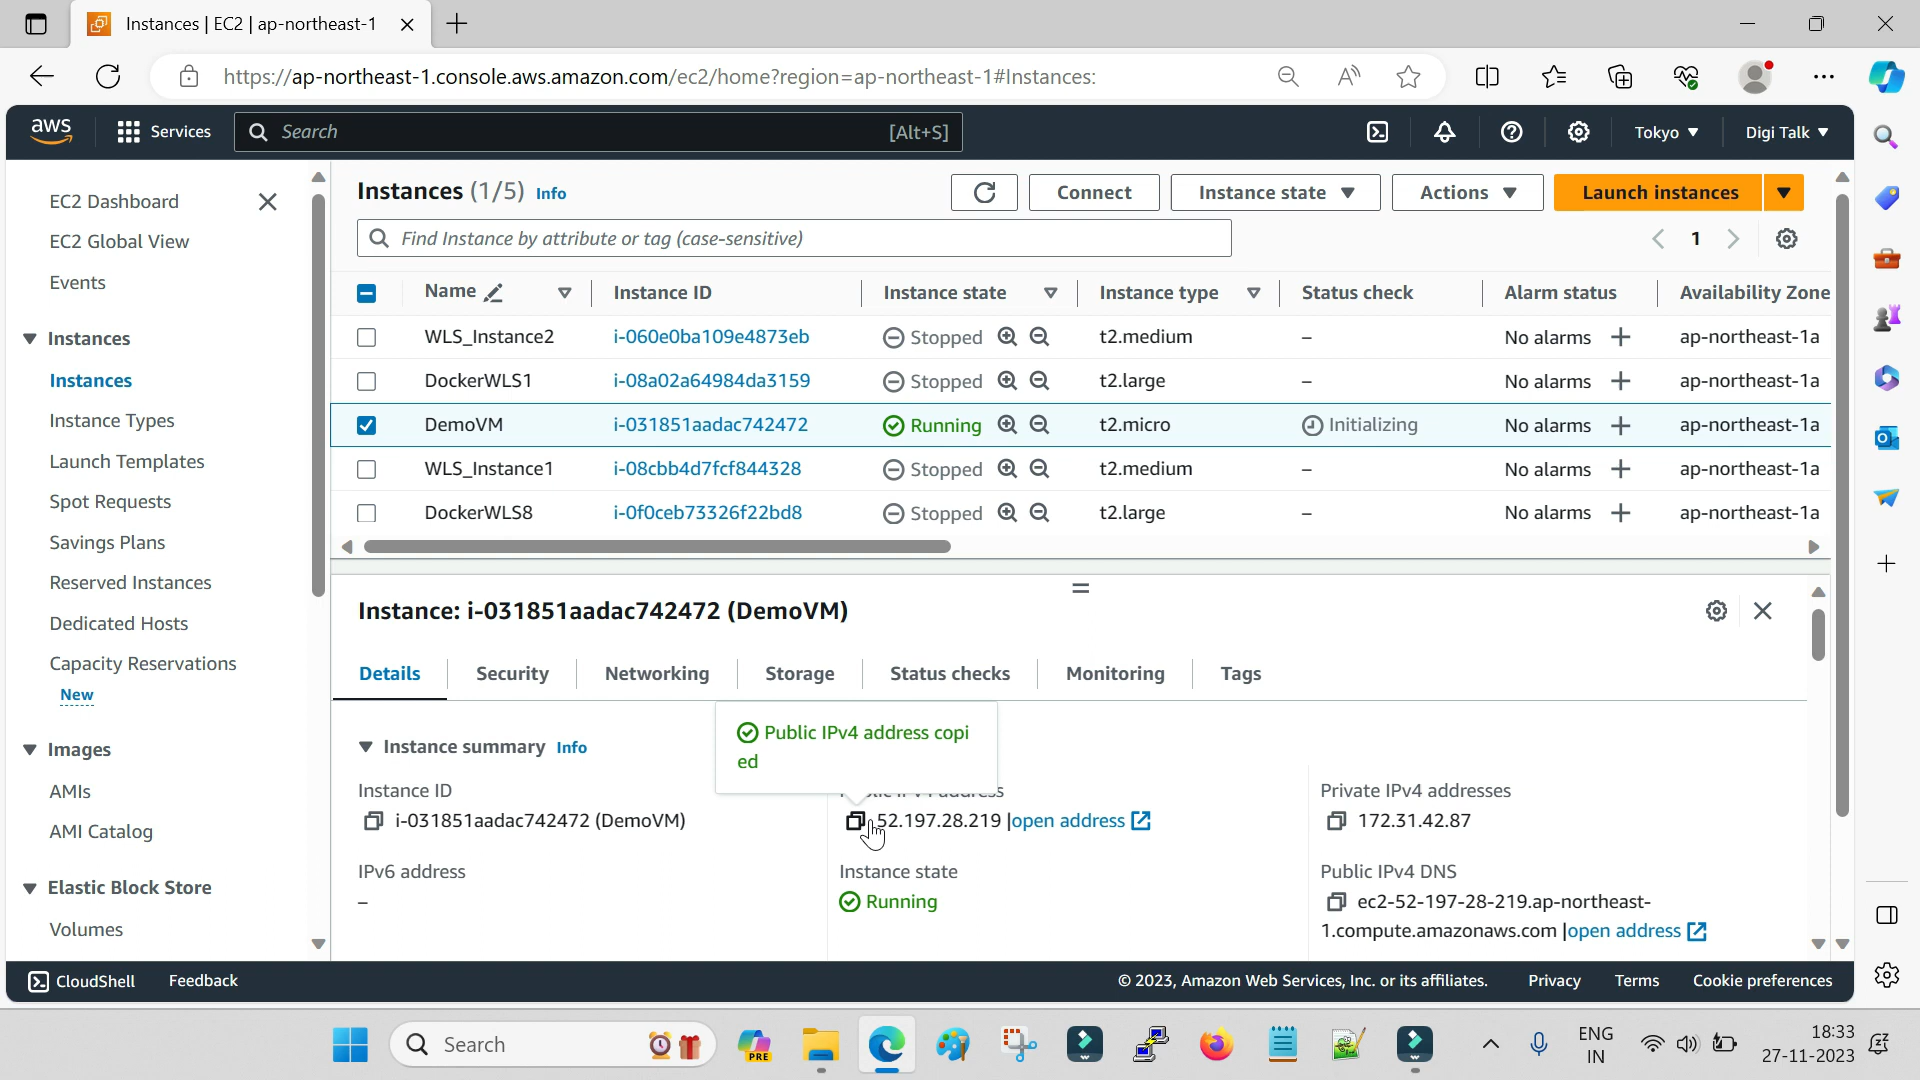 Instances | EC2 | ap-northeast-1
https://ap-northeast-1.console.aws.amazon.com/ec2/home?region=ap-northeast-1#Instances:
aws
Services
Search
[Alt+S]
Tokyo
Digi Talk
EC2 Dashboard
EC2 Global View
Events
Instances
Instances
Instance Types
Launch Templates
Spot Requests
Savings Plans
Reserved Instances
Dedicated Hosts
Capacity Reservations
New
Images
AMIs
AMI Catalog
Elastic Block Store
Volumes
Instances (1/5) Info
Connect
Instance state
Actions
Launch instances
Find Instance by attribute or tag (case-sensitive)
1
Name Instance ID Instance state Instance type Status check Alarm status Availability Zone
WLS_Instance2 i-060e0ba109e4873eb Stopped t2.medium – No alarms ap-northeast-1a
DockerWLS1 i-08a02a64984da3159 Stopped t2.large – No alarms ap-northeast-1a
DemoVM i-031851aadac742472 Running t2.micro Initializing No alarms ap-northeast-1a
WLS_Instance1 i-08cbb4d7fcf844328 Stopped t2.medium – No alarms ap-northeast-1a
DockerWLS8 i-0f0ceb73326f22bd8 Stopped t2.large – No alarms ap-northeast-1a
Instance: i-031851aadac742472 (DemoVM)
Details Security Networking Storage Status checks Monitoring Tags
Public IPv4 address copi
ed
Instance summary Info
Instance ID
i-031851aadac742472 (DemoVM)
IPv6 address
–
52.197.28.219 |open address
Instance state
Running
Private IPv4 addresses
172.31.42.87
Public IPv4 DNS
ec2-52-197-28-219.ap-northeast-
1.compute.amazonaws.com |open address
CloudShell
Feedback
© 2023, Amazon Web Services, Inc. or its affiliates.
Privacy
Terms
Cookie preferences
Search
PRE
ENG
IN
18:33
27-11-2023